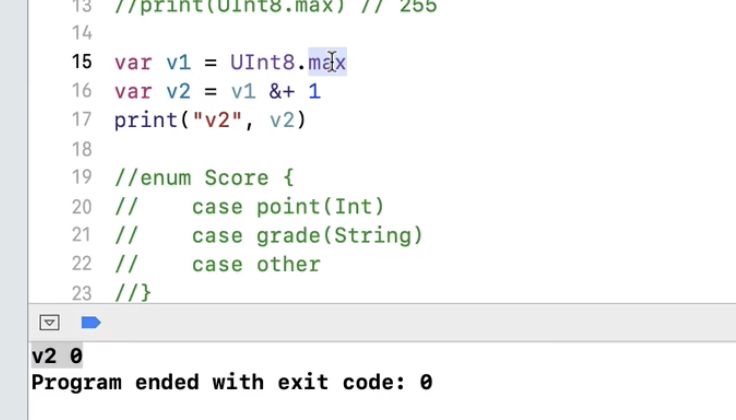 13 //print(UInt8.max) // 255
14
15 var v1 = UInt8.max
16 var v2 = v1 &+ 1
17 print("v2", v2)
18
19 //enum Score {
20 //    case point(Int)
21 //    case grade(String)
22 //    case other
23 //}
v2 0
Program ended with exit code: 0